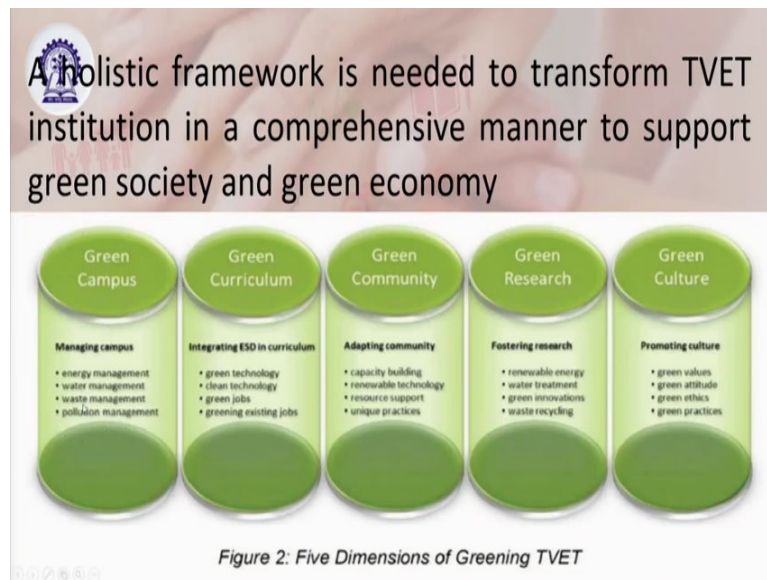 A holistic framework is needed to transform TVET
institution in a comprehensive manner to support
green society and green economy
Green
Campus
Managing campus
• energy management
• water management
• waste management
• pollution management
Green
Curriculum
Integrating ESD in curriculum
• green technology
• clean technology
• green jobs
• greening existing jobs
Green
Community
Adapting community
• capacity building
• renewable technology
• resource support
• unique practices
Green
Research
Fostering research
• renewable energy
• water treatment
• green innovations
• waste recycling
Green
Culture
Promoting culture
• green values
• green attitude
• green ethics
• green practices
Figure 2: Five Dimensions of Greening TVET